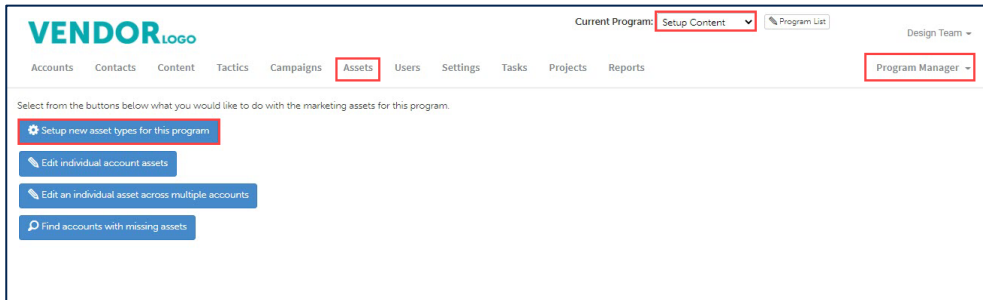 Current Program: Setup Content Program List
VENDOR LOGO
Design Team
Accounts Contacts Content Tactics Campaigns Assets Users Settings Tasks Projects Reports Program Manager
Select from the buttons below what you would like to do with the marketing assets for this program.
Setup new asset types for this program
Edit individual account assets
Edit an individual asset across multiple accounts
Find accounts with missing assets